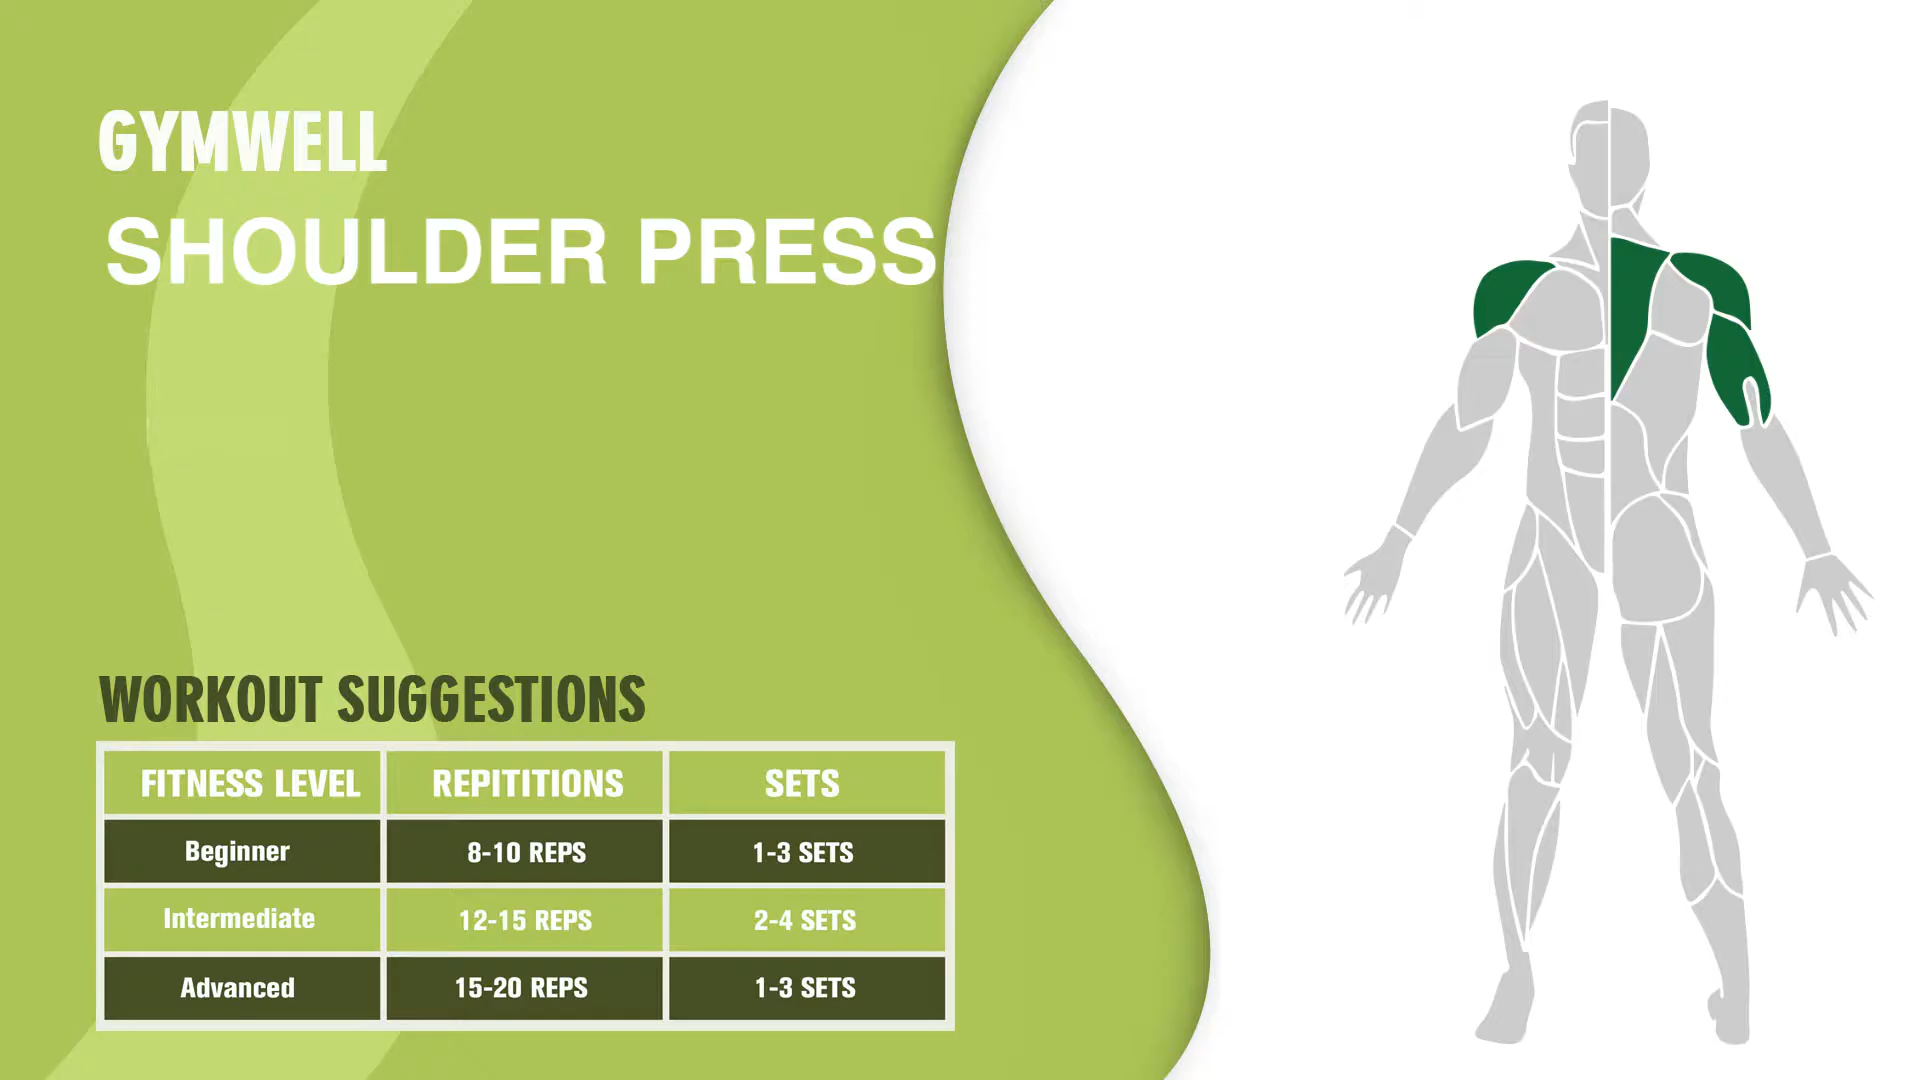 GYMWELL
SHOULDER PRESS
WORKOUT SUGGESTIONS
FITNESS LEVEL REPITITIONS SETS
Beginner 8-10 REPS 1-3 SETS
Intermediate 12-15 REPS 2-4 SETS
Advanced 15-20 REPS 1-3 SETS